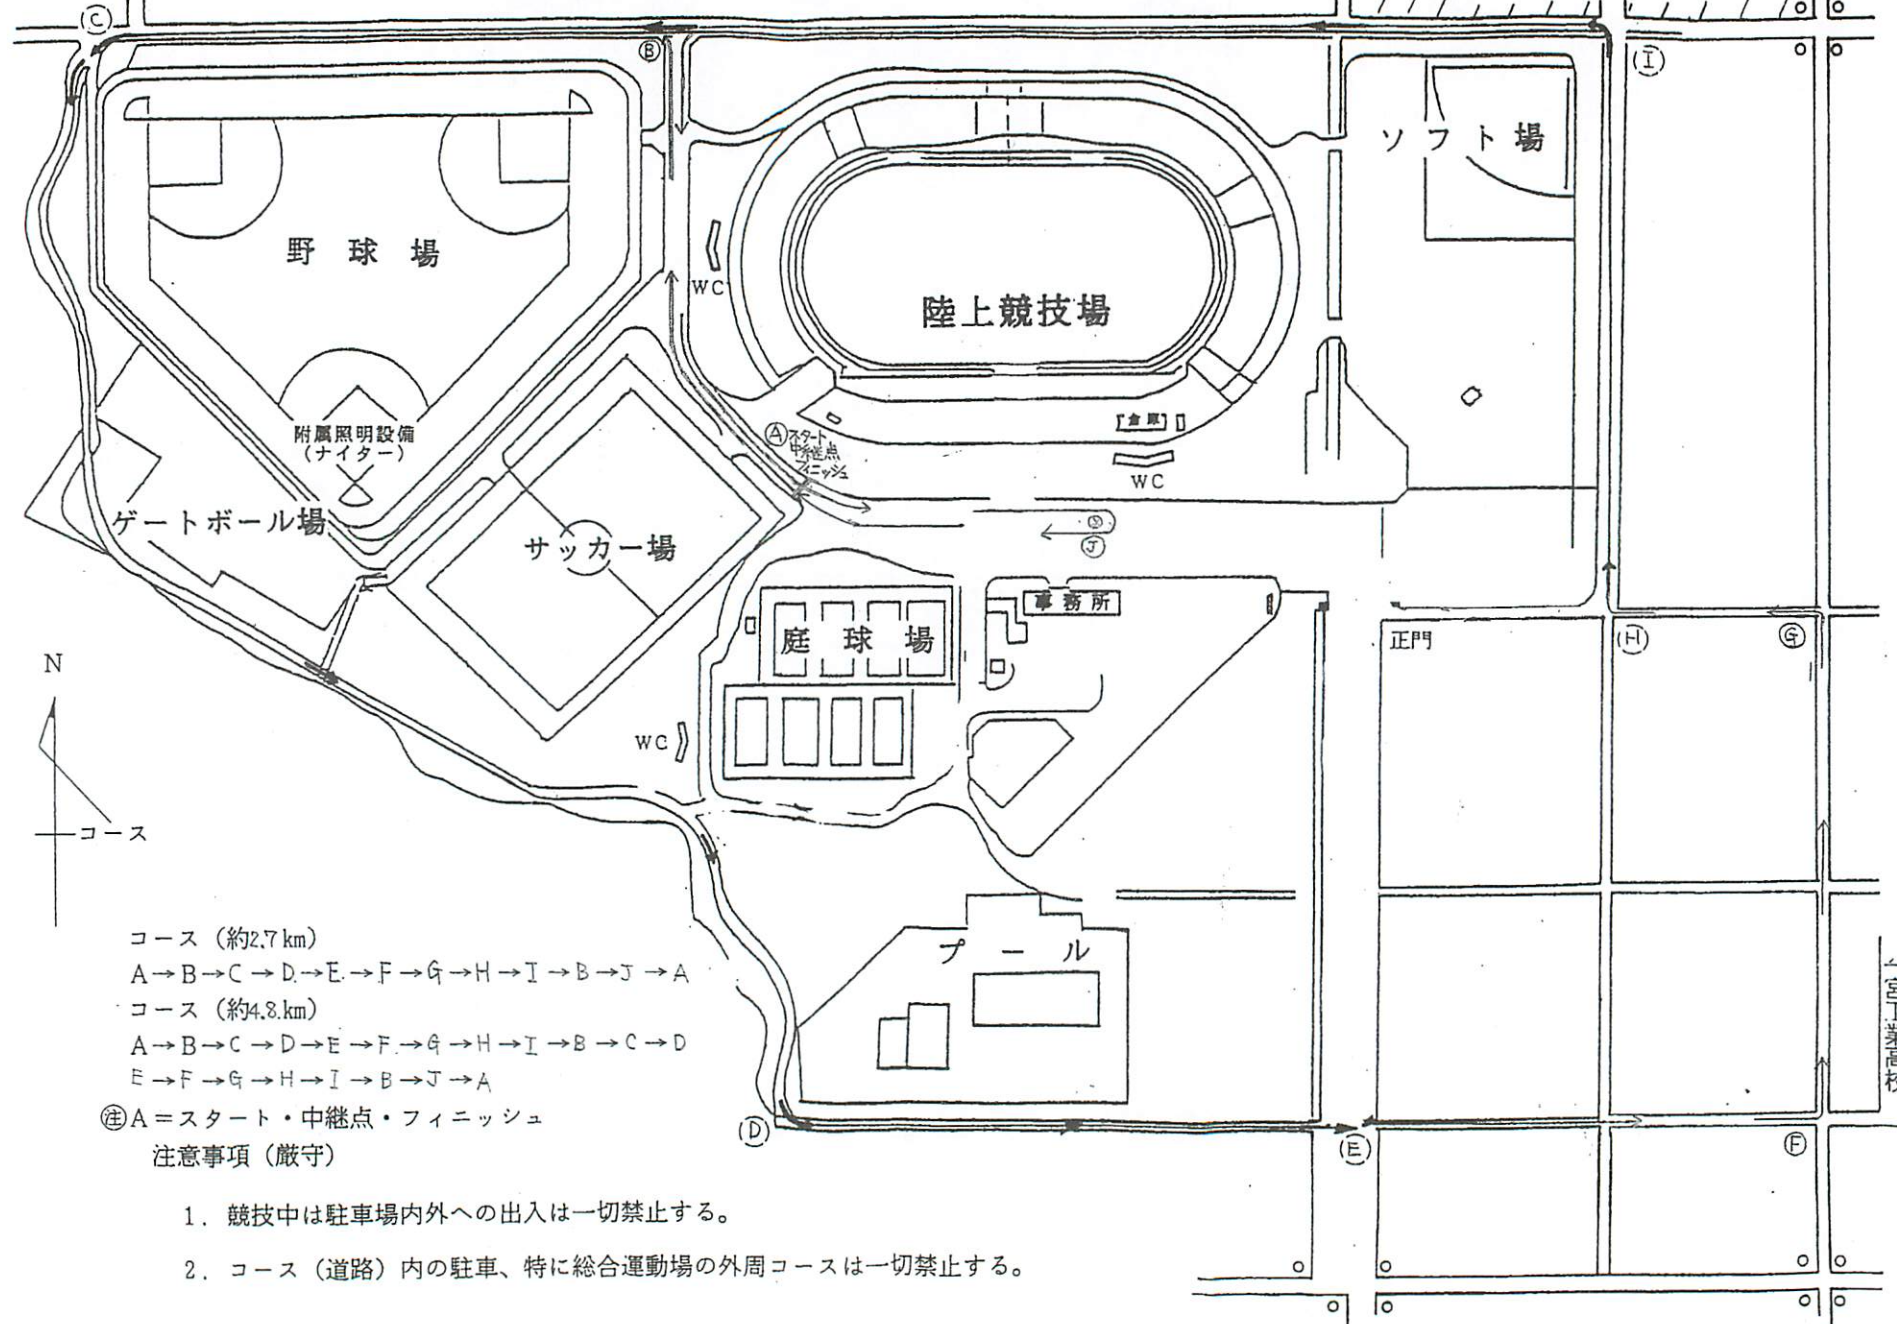 Ⓒ
Ⓑ
Ⓘ
ソフト場
野球場
WC
陸上競技場
附属照明設備
(ナイター)
Ⓐスタート
中継点
フィニッシュ
倉庫
WC
ゲートボール場
サッカー場
Ⓙ
事務所
庭球場
正門
Ⓗ
Ⓖ
N
WC
コース
プール
コース（約2.7km）
A→B→C→D→E→F→G→H→I→B→J→A
コース（約4.8km）
A→B→C→D→E→F→G→H→I→B→C→D
E→F→G→H→I→B→J→A
㊟A＝スタート・中継点・フィニッシュ
Ⓓ
Ⓔ
Ⓕ
注意事項（厳守）
1．競技中は駐車場内外への出入は一切禁止する。
2．コース（道路）内の駐車、特に総合運動場の外周コースは一切禁止する。
宮工業高校